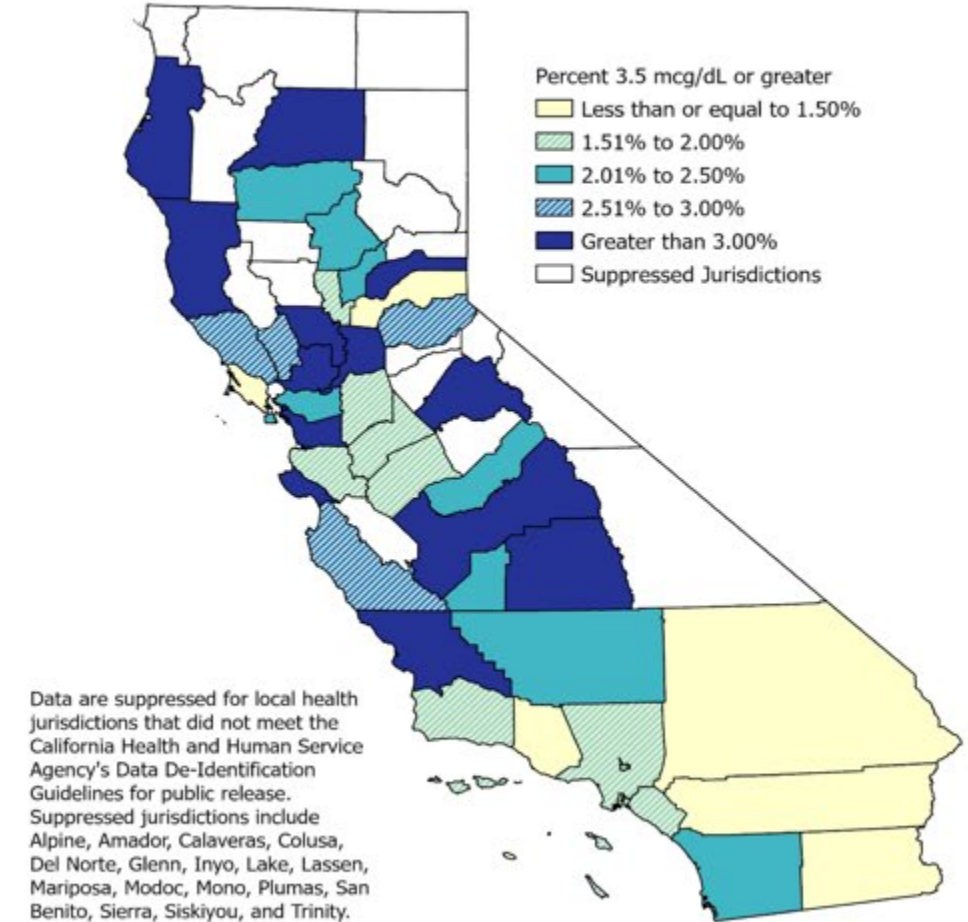 Percent 3.5 mcg/dL or greater
Less than or equal to 1.50%
1.51% to 2.00%
2.01% to 2.50%
2.51% to 3.00%
Greater than 3.00%
Suppressed Jurisdictions
Data are suppressed for local health
jurisdictions that did not meet the
California Health and Human Service
Agency's Data De-Identification
Guidelines for public release.
Suppressed jurisdictions include
Alpine, Amador, Calaveras, Colusa,
Del Norte, Glenn, Inyo, Lake, Lassen,
Mariposa, Modoc, Mono, Plumas, San
Benito, Sierra, Siskiyou, and Trinity.